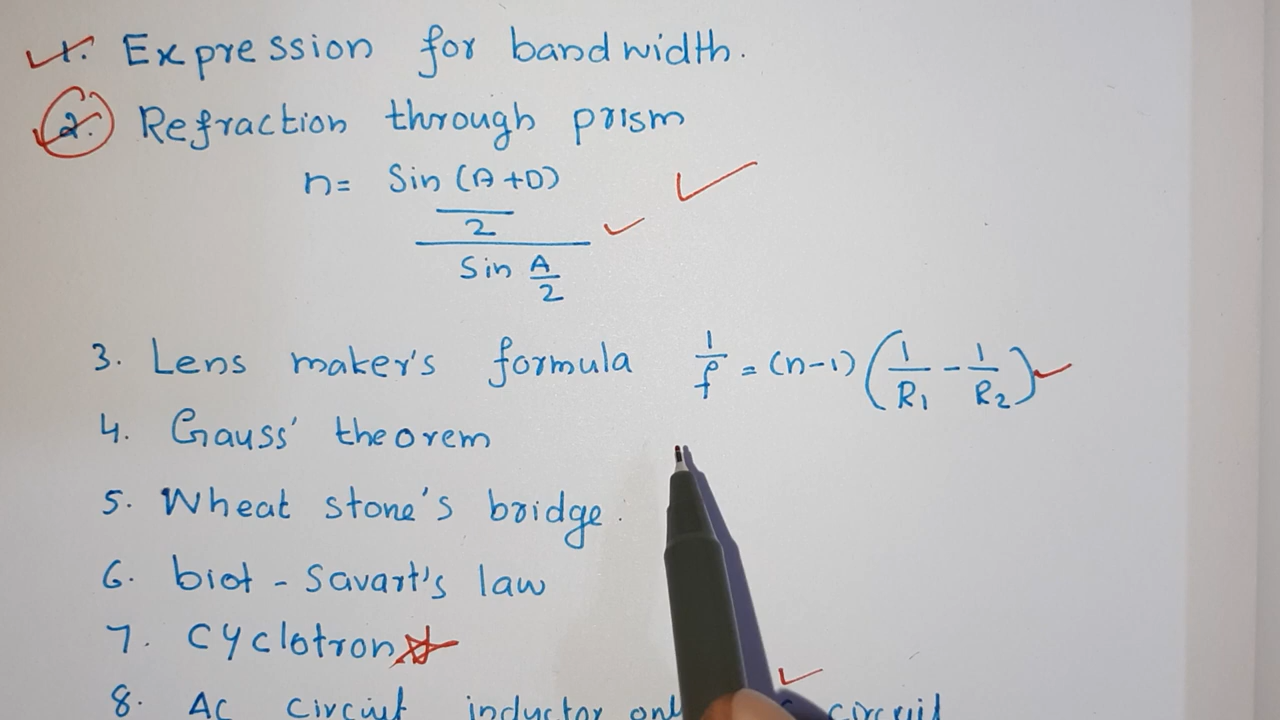 1. Expression for bandwidth.
2. Refraction through prism
n= Sin (A+D)
2
Sin A/2
3. Lens maker's formula 1/f = (n-1) (1/R1 - 1/R2)
4. Gauss' theorem
5. Wheat stone's bridge.
6. biot - Savart's law
7. Cyclotron
8. AC circuit inductor circuit